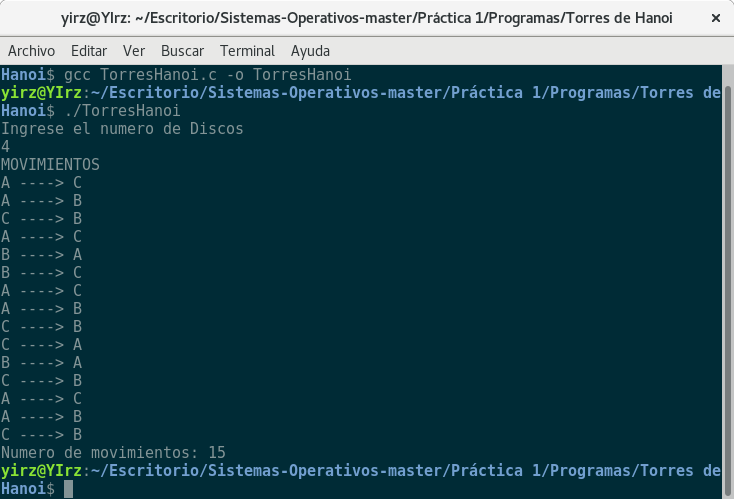 yirz@YIrz: ~/Escritorio/Sistemas-Operativos-master/Práctica 1/Programas/Torres de Hanoi
Archivo Editar Ver Buscar Terminal Ayuda
Hanoi$ gcc TorresHanoi.c -o TorresHanoi
yirz@YIrz:~/Escritorio/Sistemas-Operativos-master/Práctica 1/Programas/Torres de
Hanoi$ ./TorresHanoi
Ingrese el numero de Discos
4
MOVIMIENTOS
A ----> C
A ----> B
C ----> B
A ----> C
B ----> A
B ----> C
A ----> C
A ----> B
C ----> B
C ----> A
B ----> A
C ----> B
A ----> C
A ----> B
C ----> B
Numero de movimientos: 15
yirz@YIrz:~/Escritorio/Sistemas-Operativos-master/Práctica 1/Programas/Torres de
Hanoi$